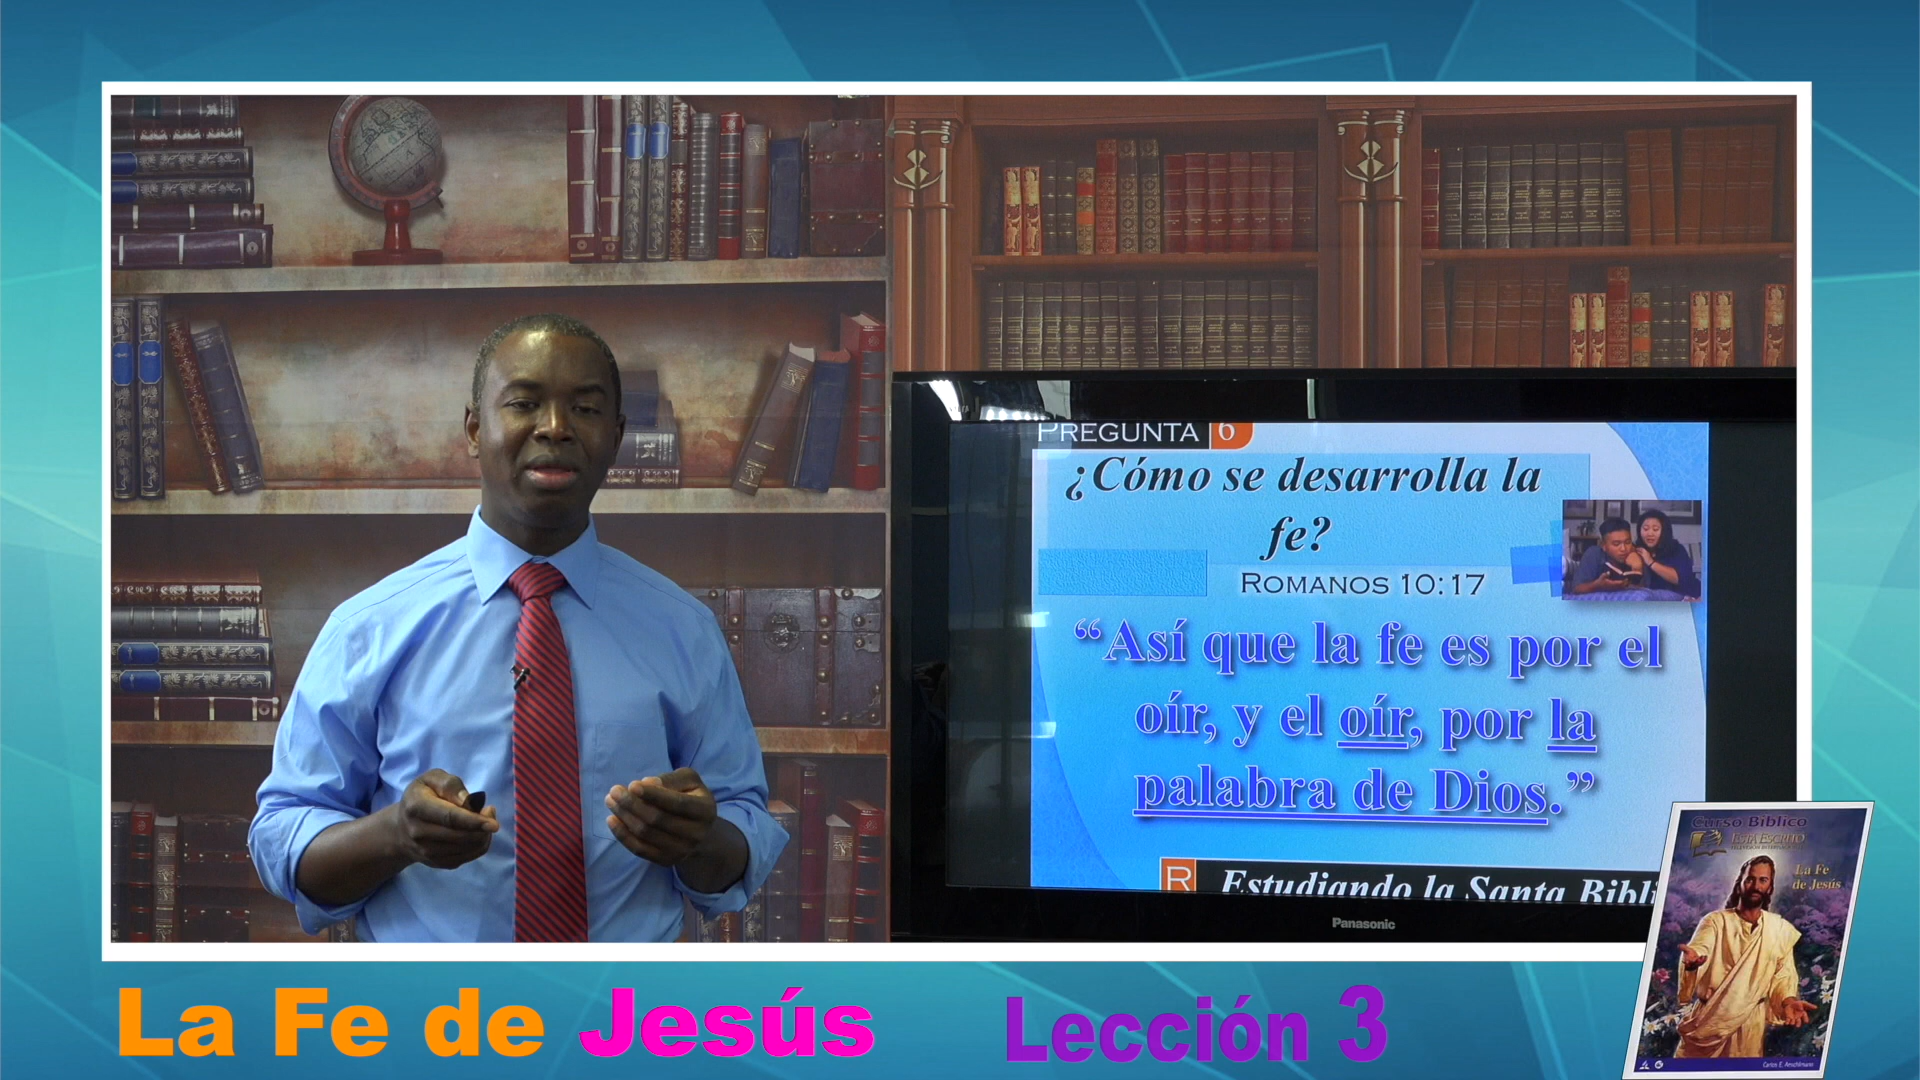 PREGUNTA 6
¿Cómo se desarrolla la
fe?
ROMANOS 10:17
“Así que la fe es por el
oír, y el oír, por la
palabra de Dios.”
R Estudiando la Santa Bibli
Panasonic
Curso Bíblico
ESTÁ ESCRITO
La Fe
de Jesús
La Fe de Jesús
Lección 3